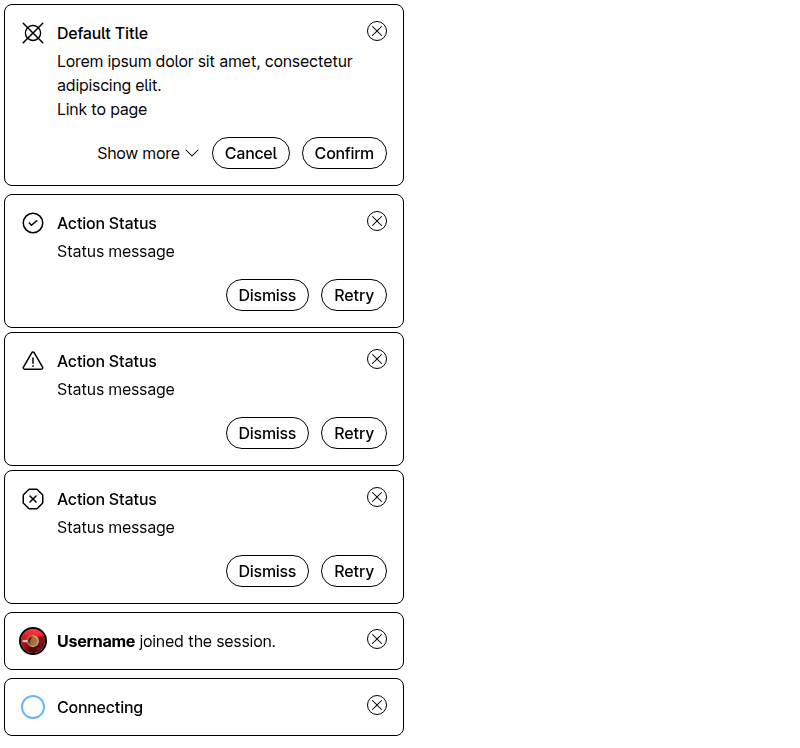 Default Title
Lorem ipsum dolor sit amet, consectetur
adipiscing elit.
Link to page
Show more Cancel Confirm
Action Status
Status message
Dismiss Retry
Action Status
Status message
Dismiss Retry
Action Status
Status message
Dismiss Retry
Username joined the session.
Connecting